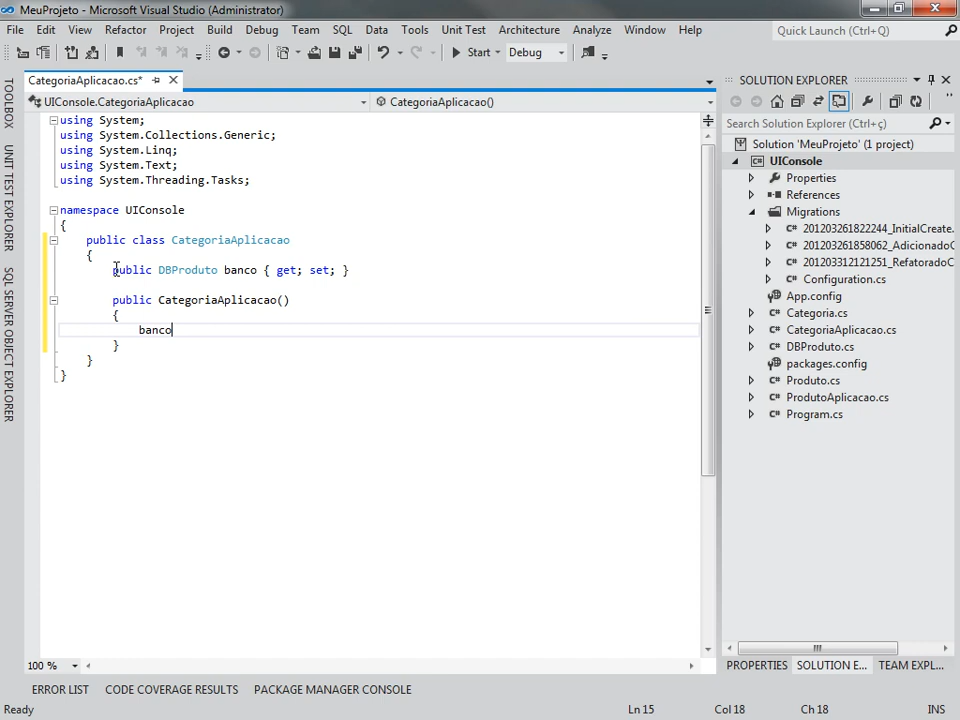 MeuProjeto - Microsoft Visual Studio (Administrator)
File Edit View Refactor Project Build Debug Team SQL Data Tools Unit Test Architecture Analyze Window Help
Quick Launch (Ctrl+Q)
Start Debug
CategoriaAplicacao.cs*
UIConsole.CategoriaAplicacao
CategoriaAplicacao()
using System;
using System.Collections.Generic;
using System.Linq;
using System.Text;
using System.Threading.Tasks;
namespace UIConsole
{
public class CategoriaAplicacao
{
public DBProduto banco { get; set; }
public CategoriaAplicacao()
{
banco
}
}
}
100 %
TOOLBOX
UNIT TEST EXPLORER
SQL SERVER OBJECT EXPLORER
SOLUTION EXPLORER
Search Solution Explorer (Ctrl+ç)
Solution 'MeuProjeto' (1 project)
UIConsole
Properties
References
Migrations
201203261822244_InitialCreate.
201203261858062_AdicionadoC
201203312121251_RefatoradoC
Configuration.cs
App.config
Categoria.cs
CategoriaAplicacao.cs
DBProduto.cs
packages.config
Produto.cs
ProdutoAplicacao.cs
Program.cs
PROPERTIES SOLUTION E... TEAM EXPL...
ERROR LIST CODE COVERAGE RESULTS PACKAGE MANAGER CONSOLE
Ready Ln 15 Col 18 Ch 18 INS